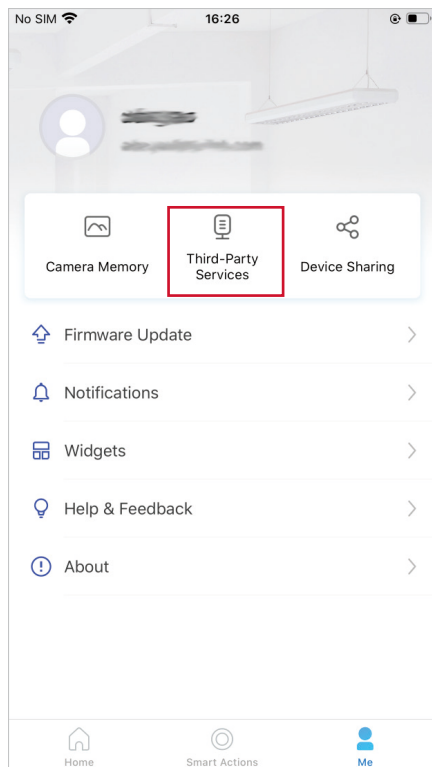 No SIM 16:26
Camera Memory
Third-Party
Services
Device Sharing
Firmware Update
Notifications
Widgets
Help & Feedback
About
Home
Smart Actions
Me